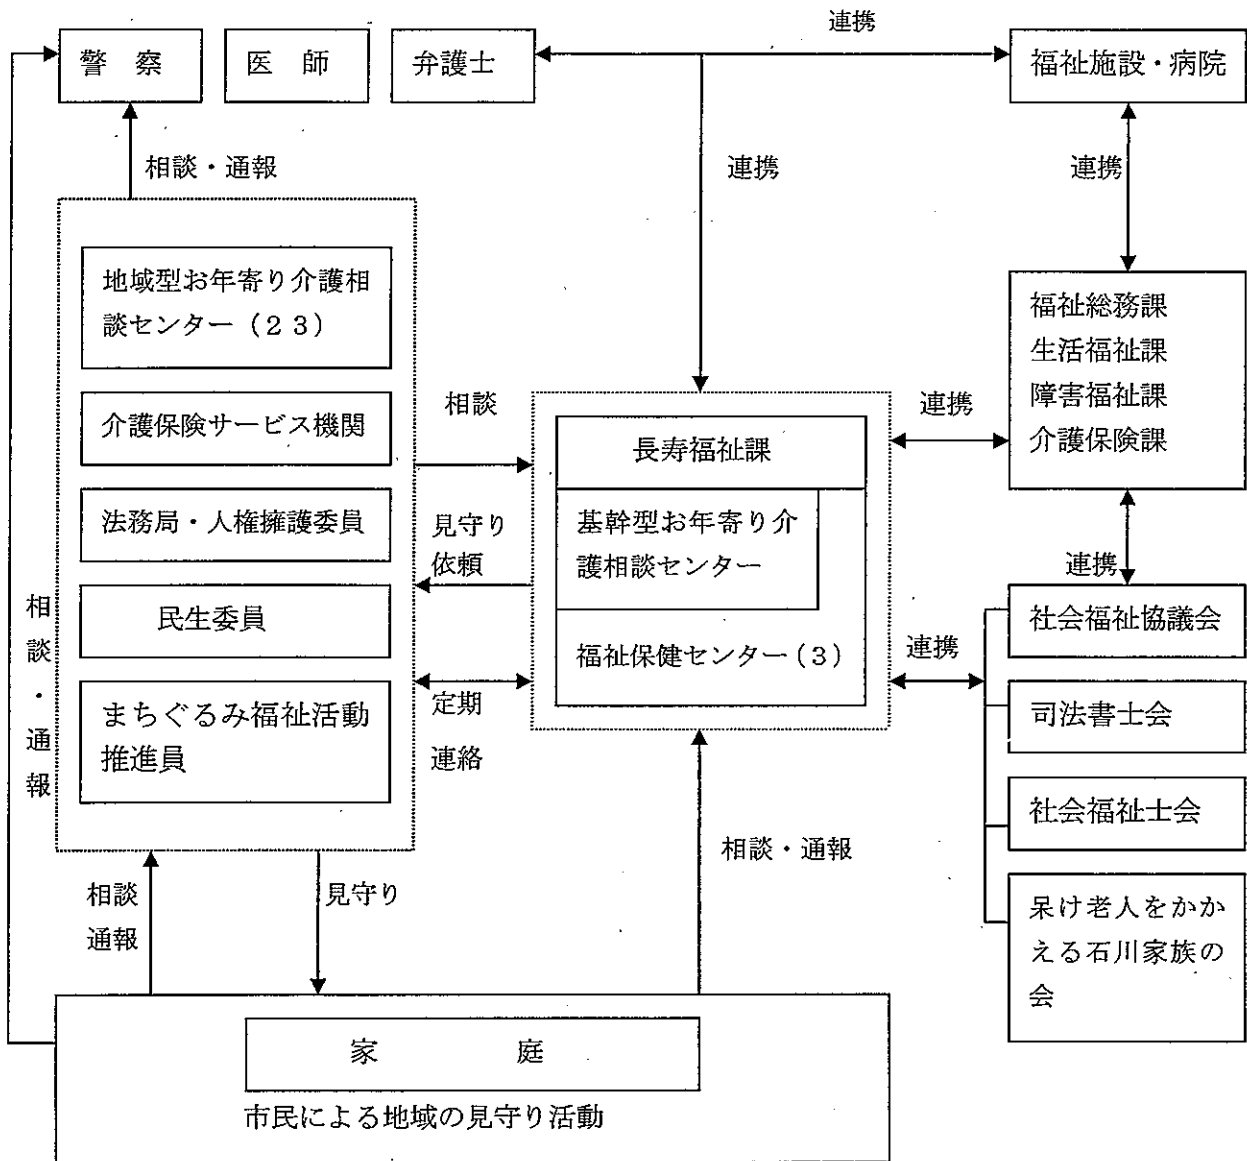 連携
警 察
医 師
弁護士
福祉施設・病院
相談・通報
連携
連携
地域型お年寄り介護相
談センター(23)
介護保険サービス機関
法務局・人権擁護委員
民生委員
まちぐるみ福祉活動
推進員
相談
見守り
依頼
定期
連絡
長寿福祉課
基幹型お年寄り介
護相談センター
福祉保健センター(3)
連携
福祉総務課
生活福祉課
障害福祉課
介護保険課
連携
連携
社会福祉協議会
司法書士会
社会福祉士会
呆け老人をかか
える石川家族の
会
相談・通報
相談
通報
見守り
相談・通報
家 庭
市民による地域の見守り活動